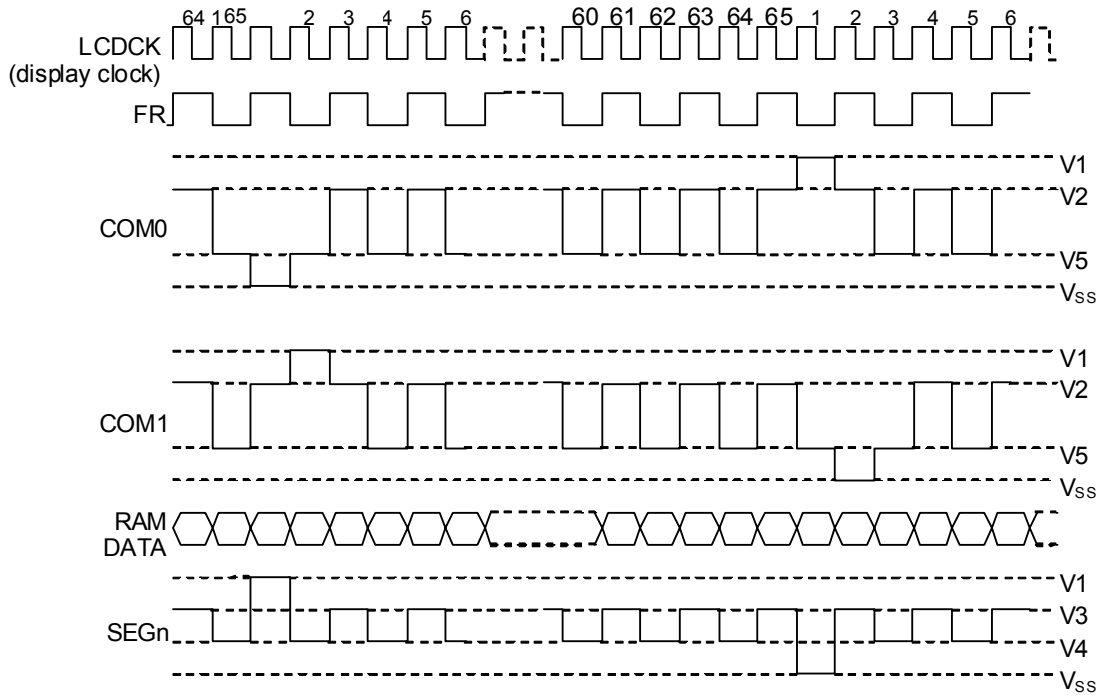 64 165 2 3 4 5 6 60 61 62 63 64 65 1 2 3 4 5 6
LCDCK
(display clock)
FR
V1
V2
COM0
V5
VSS
V1
V2
COM1
V5
VSS
RAM
DATA
V1
V3
SEGn
V4
VSS